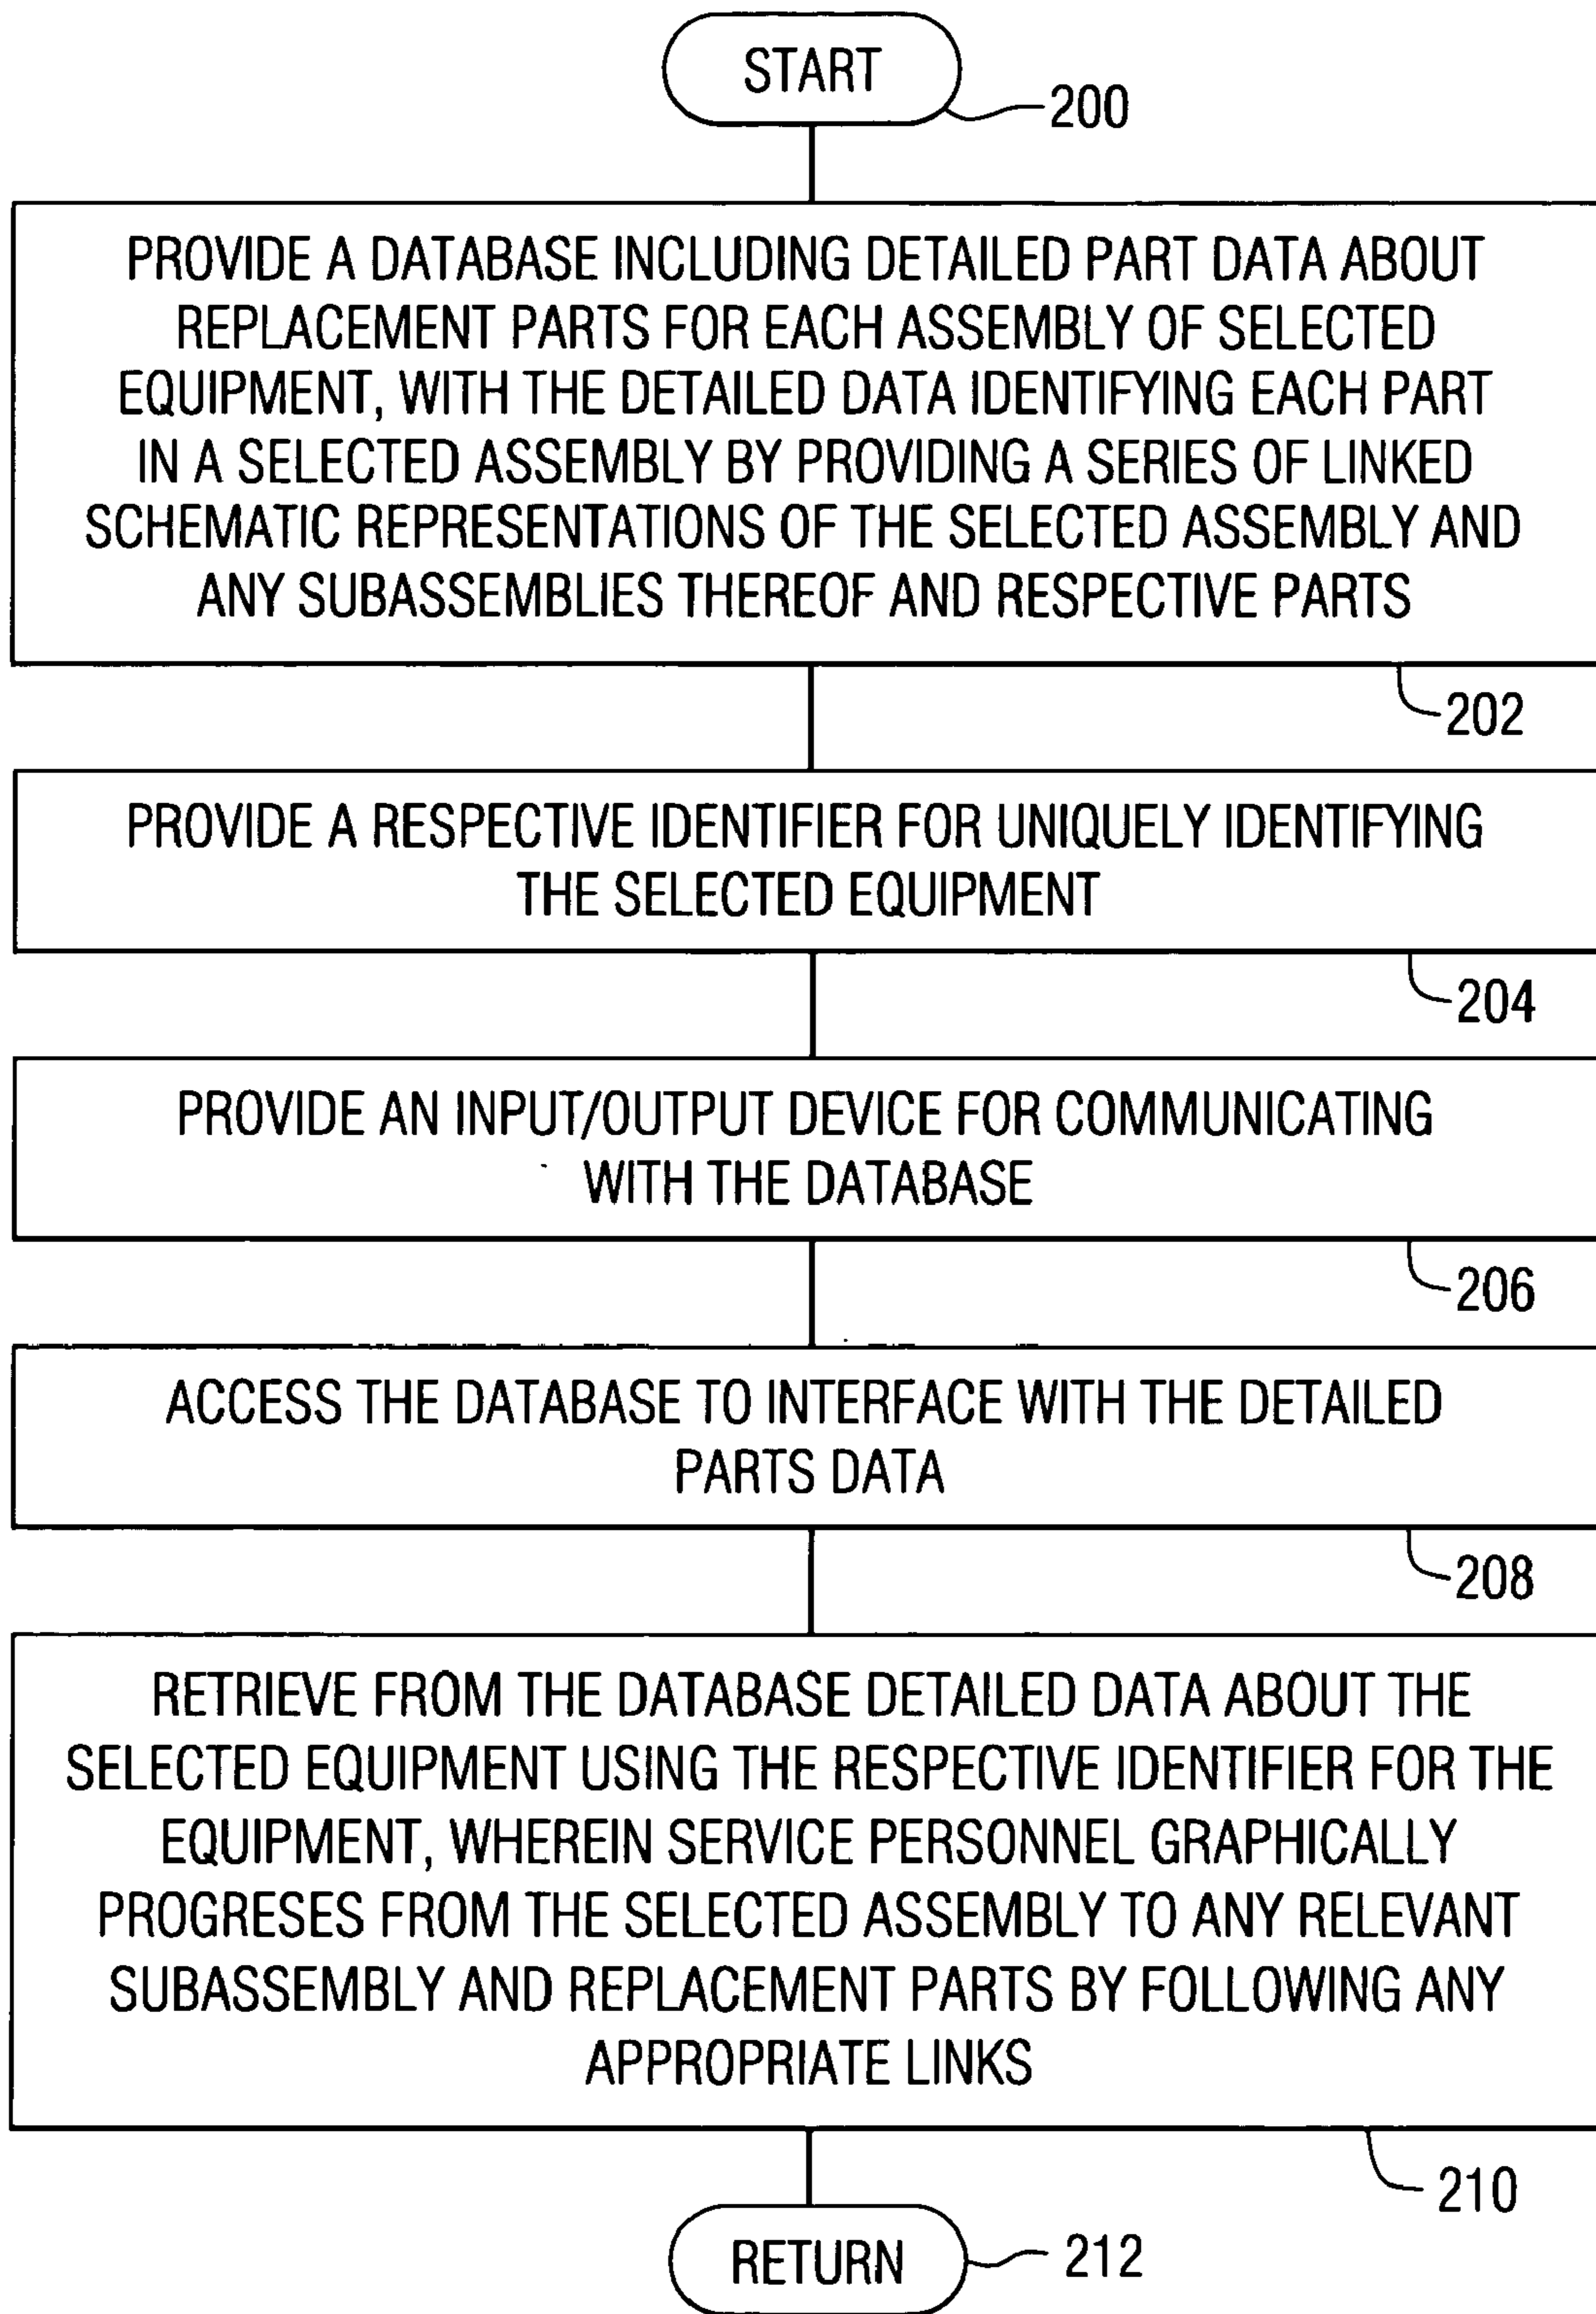 START
200
PROVIDE A DATABASE INCLUDING DETAILED PART DATA ABOUT
REPLACEMENT PARTS FOR EACH ASSEMBLY OF SELECTED
EQUIPMENT, WITH THE DETAILED DATA IDENTIFYING EACH PART
IN A SELECTED ASSEMBLY BY PROVIDING A SERIES OF LINKED
SCHEMATIC REPRESENTATIONS OF THE SELECTED ASSEMBLY AND
ANY SUBASSEMBLIES THEREOF AND RESPECTIVE PARTS
202
PROVIDE A RESPECTIVE IDENTIFIER FOR UNIQUELY IDENTIFYING
THE SELECTED EQUIPMENT
204
PROVIDE AN INPUT/OUTPUT DEVICE FOR COMMUNICATING
WITH THE DATABASE
206
ACCESS THE DATABASE TO INTERFACE WITH THE DETAILED
PARTS DATA
208
RETRIEVE FROM THE DATABASE DETAILED DATA ABOUT THE
SELECTED EQUIPMENT USING THE RESPECTIVE IDENTIFIER FOR THE
EQUIPMENT, WHEREIN SERVICE PERSONNEL GRAPHICALLY
PROGRESES FROM THE SELECTED ASSEMBLY TO ANY RELEVANT
SUBASSEMBLY AND REPLACEMENT PARTS BY FOLLOWING ANY
APPROPRIATE LINKS
210
RETURN
212